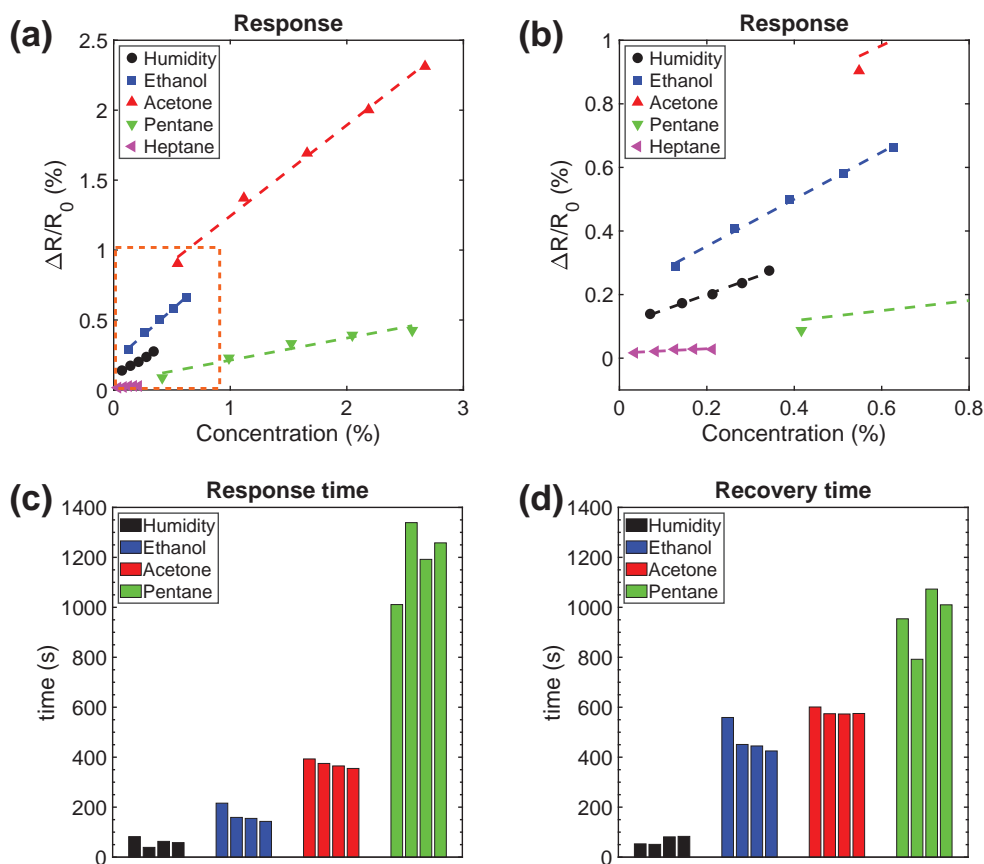 (a)
Response
Humidity
Ethanol
Acetone
Pentane
Heptane
2.5
2
1.5
1
0.5
0
ΔR/R0 (%)
0 1 2 3
Concentration (%)
(b)
Response
Humidity
Ethanol
Acetone
Pentane
Heptane
1
0.8
0.6
0.4
0.2
0
ΔR/R0 (%)
0 0.2 0.4 0.6 0.8
Concentration (%)
(c)
Response time
Humidity
Ethanol
Acetone
Pentane
1400
1200
1000
800
600
400
200
0
time (s)
(d)
Recovery time
Humidity
Ethanol
Acetone
Pentane
1400
1200
1000
800
600
400
200
0
time (s)